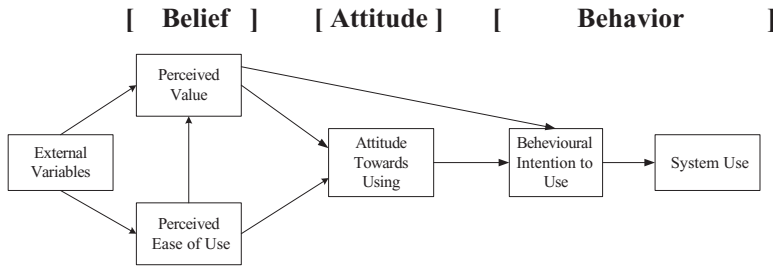 [ Belief ] [ Attitude ] [ Behavior ]
Perceived
Value
External
Variables
Perceived
Ease of Use
Attitude
Towards
Using
Behevioural
Intention to
Use
System Use